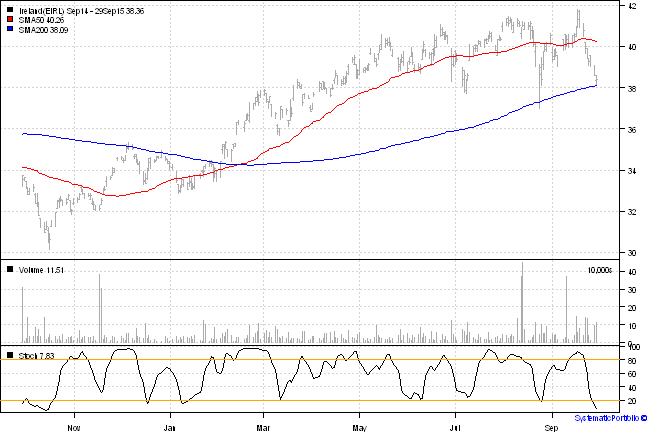 Ireland(EIRL) Sep14 - 29Sep15 38.36
SMA50 40.26
SMA200 38.09
42
40
38
36
34
32
30
Volume 11.51
10,000s
40
30
20
10
0
Stoch 7.83
100
80
60
40
20
Nov Jan Mar May Jul Sep
SystematicPortfolio ©